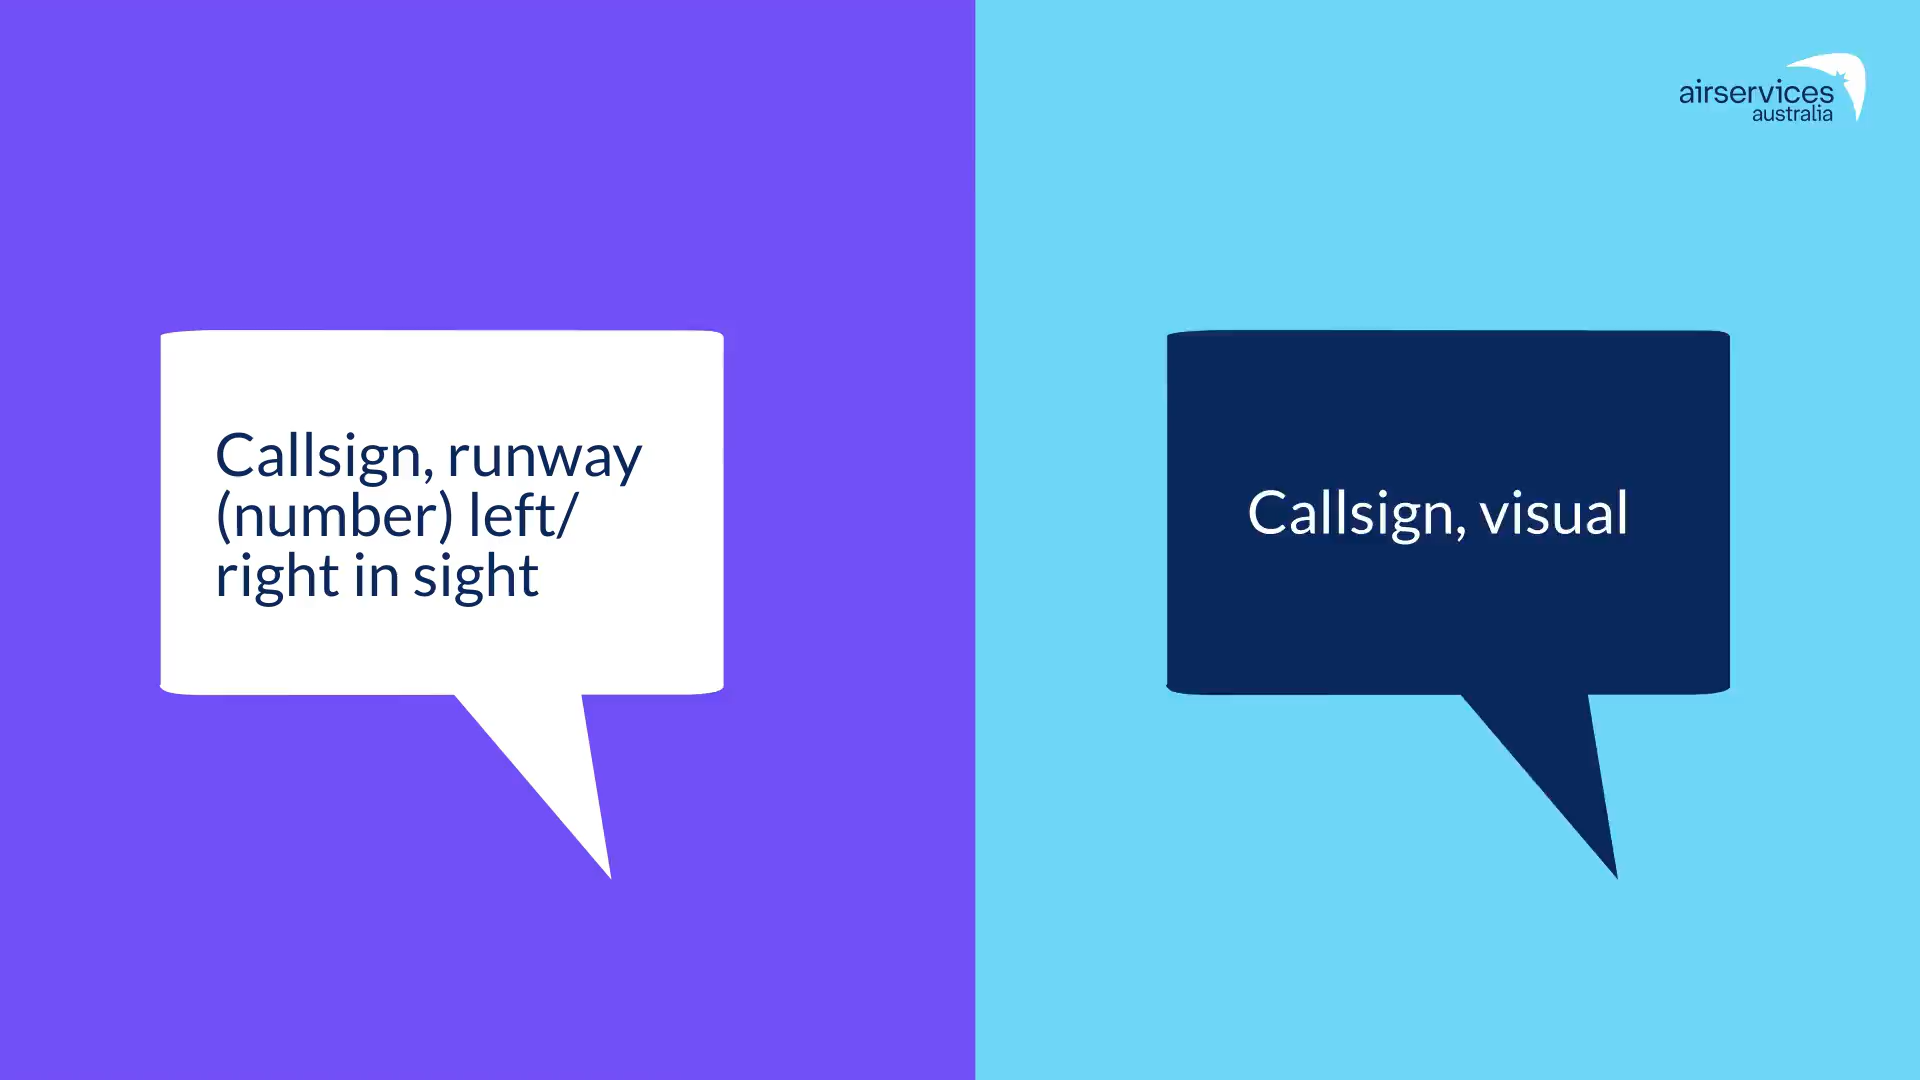 airservices
australia
Callsign, runway
(number) left/
right in sight
Callsign, visual